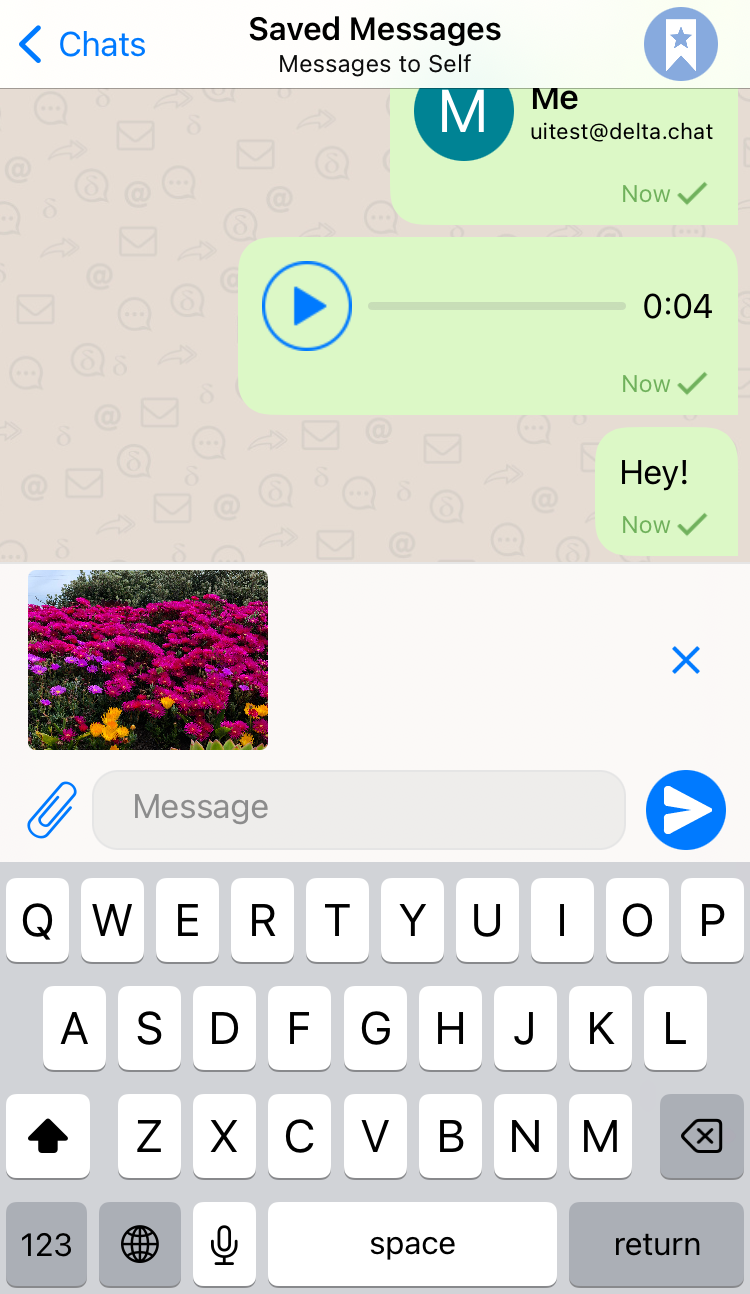 Chats
Saved Messages
Messages to Self
M
Me
uitest@delta.chat
Now
0:04
Now
Hey!
Now
Message
Q W E R T Y U I O P
A S D F G H J K L
Z X C V B N M
123 space return